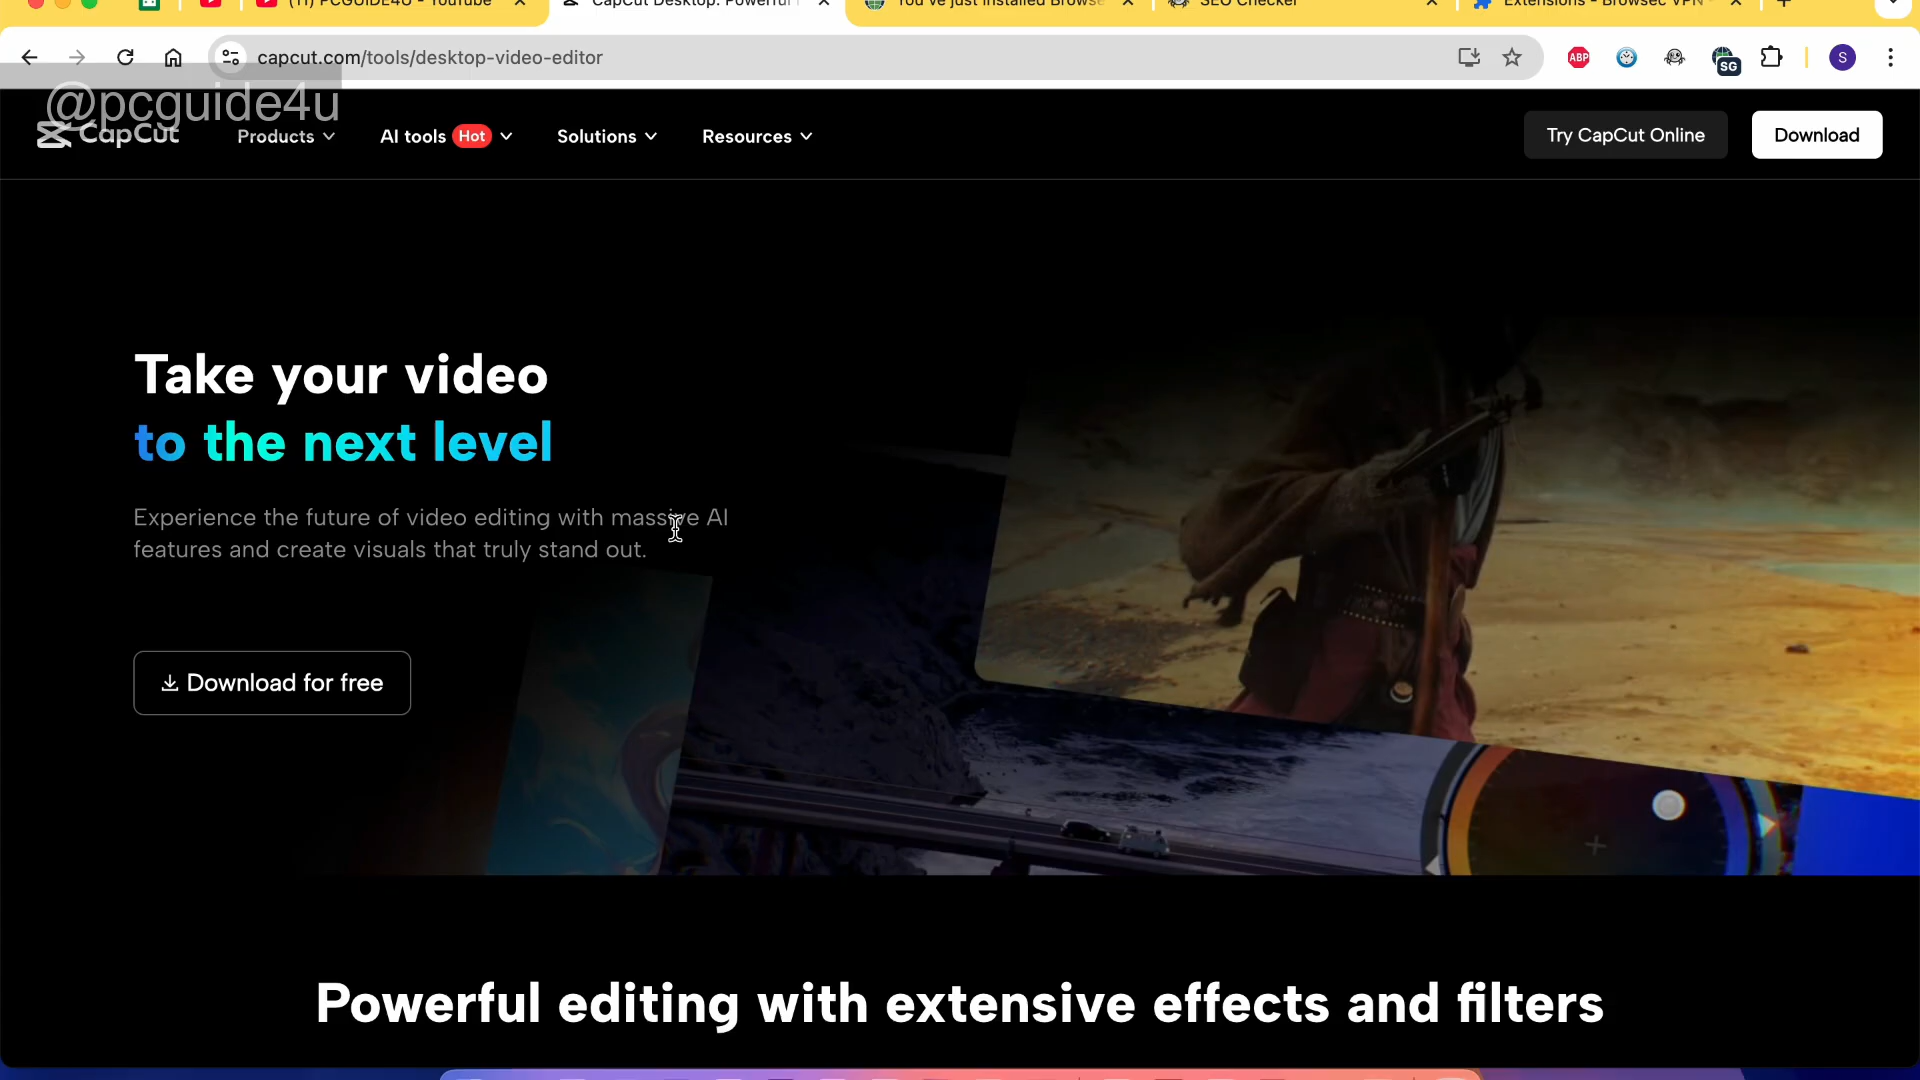 (11) PCGUIDE4U - YouTube
CapCut Desktop: Powerful
You've just installed Browse
SEO Checker
Extensions - Browsec VPN
capcut.com/tools/desktop-video-editor
ABP
SG
S
@pcguide4u
CapCut
Products
AI tools
Hot
Solutions
Resources
Try CapCut Online
Download
Take your video
to the next level
Experience the future of video editing with massive AI
features and create visuals that truly stand out.
Download for free
Powerful editing with extensive effects and filters